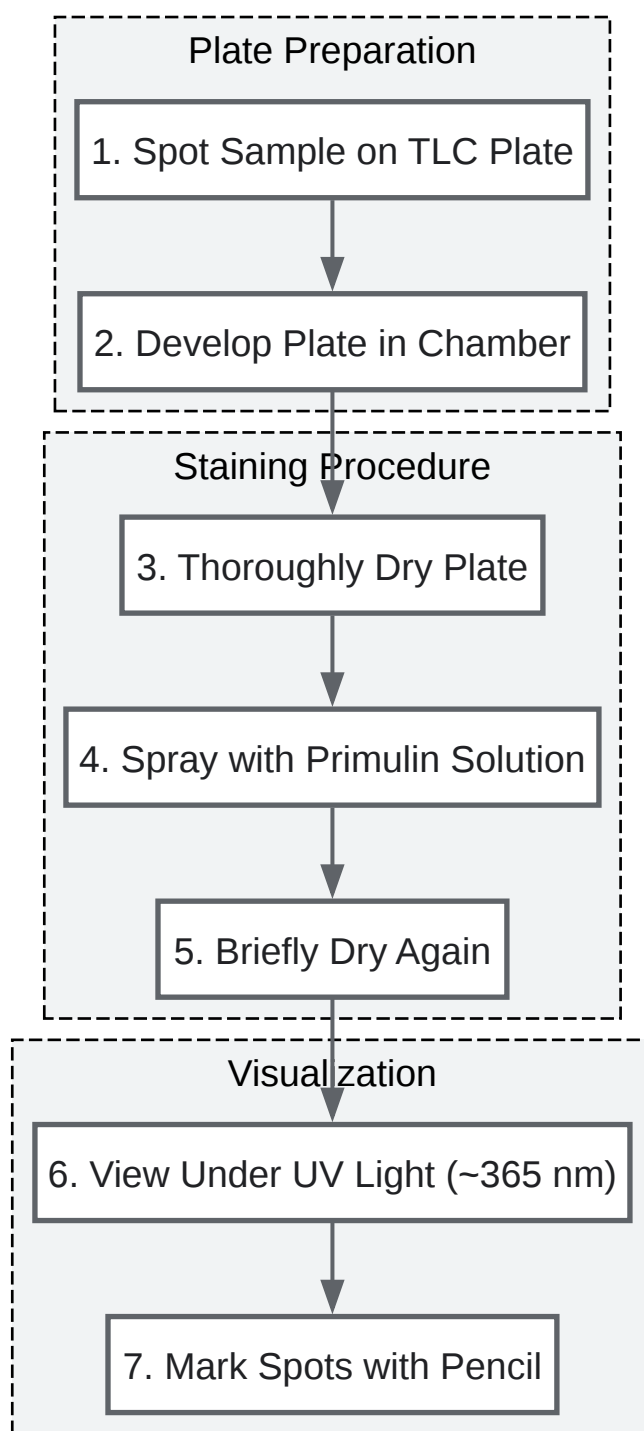 Plate Preparation
1. Spot Sample on TLC Plate
2. Develop Plate in Chamber
Staining Procedure
3. Thoroughly Dry Plate
4. Spray with Primulin Solution
5. Briefly Dry Again
Visualization
6. View Under UV Light (~365 nm)
7. Mark Spots with Pencil